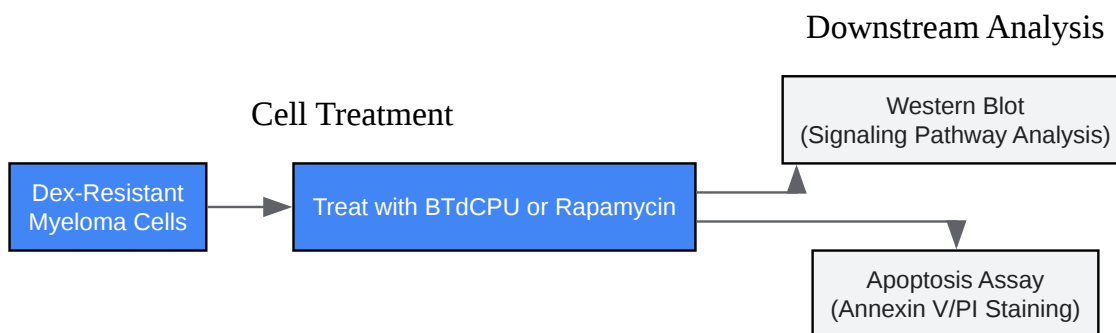 Downstream Analysis
Cell Treatment
Western Blot
(Signaling Pathway Analysis)
Dex-Resistant
Myeloma Cells
Treat with BTdCPU or Rapamycin
Apoptosis Assay
(Annexin V/PI Staining)